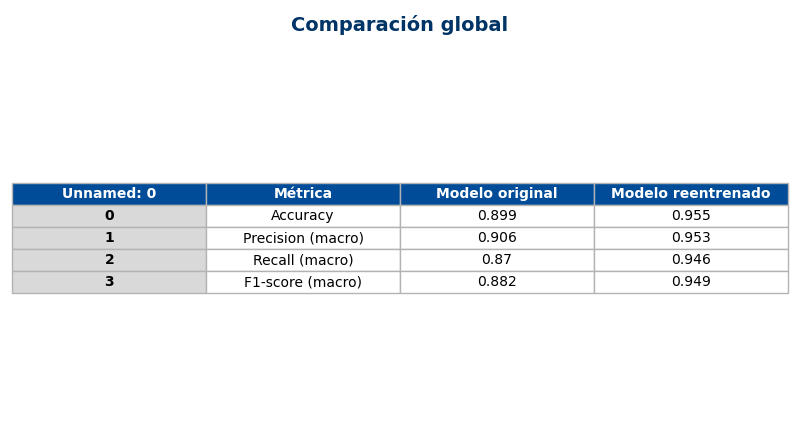 Comparación global
Unnamed: 0 Métrica Modelo original Modelo reentrenado
0 Accuracy 0.899 0.955
1 Precision (macro) 0.906 0.953
2 Recall (macro) 0.87 0.946
3 F1-score (macro) 0.882 0.949